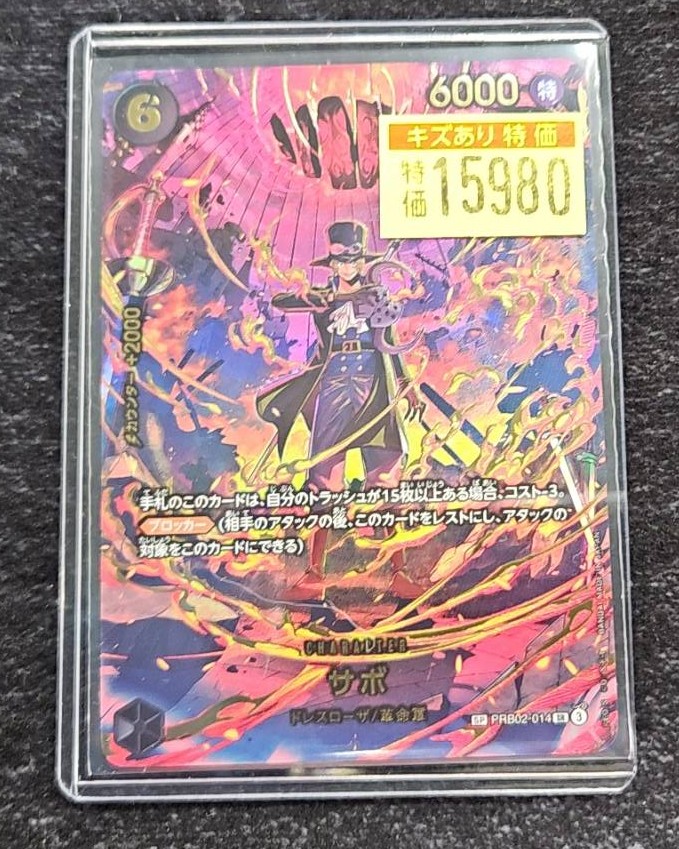 6
6000 特
キズあり特価
特価 15980
カウンター +2000
手札のこのカードは、自分のトラッシュが15枚以上ある場合、コスト-3。
ブロッカー (相手のアタックの後、このカードをレストにし、アタックの
対象をこのカードにできる)
CHARACTER
サボ
ドレスローザ/革命軍
SP PRB02-014 SR 3